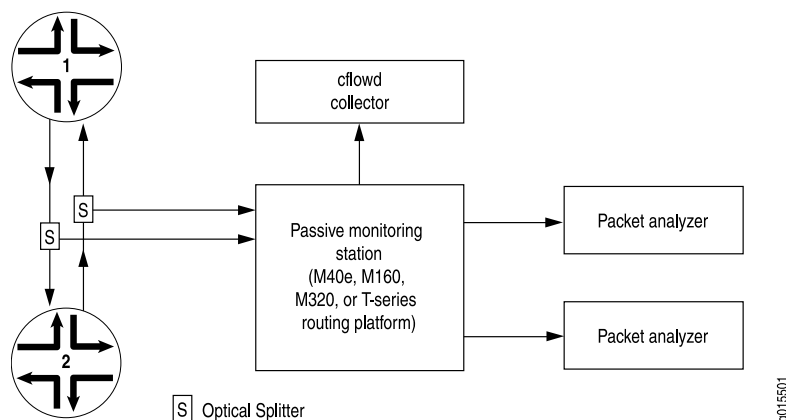 1
cflowd
collector
S
S
Passive monitoring
station
(M40e, M160,
M320, or T-series
routing platform)
Packet analyzer
Packet analyzer
2
S Optical Splitter
g015501